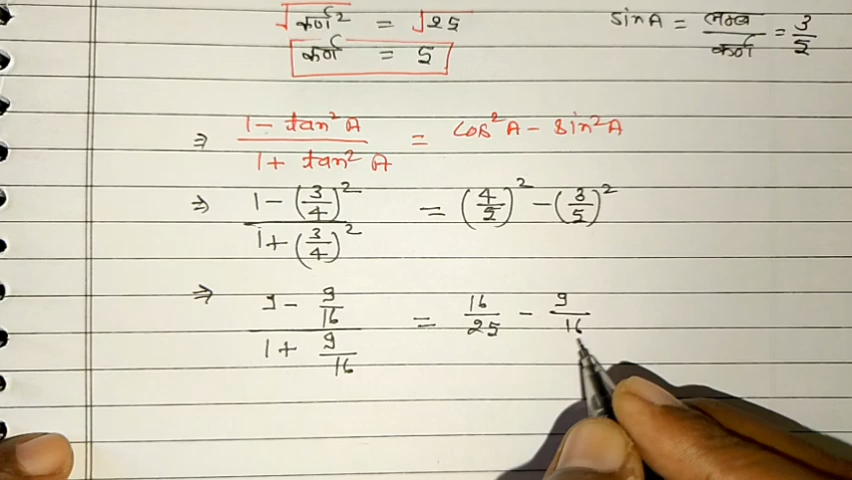 √कर्ण² = √25
sinA = लम्ब/कर्ण = 3/5
कर्ण = 5
⇒ (1 - tan²A)/(1 + tan²A) = cos²A - sin²A
⇒ (1 - (3/4)²)/(1 + (3/4)²) = (4/5)² - (3/5)²
⇒ (1 - 9/16)/(1 + 9/16) = 16/25 - 9/16